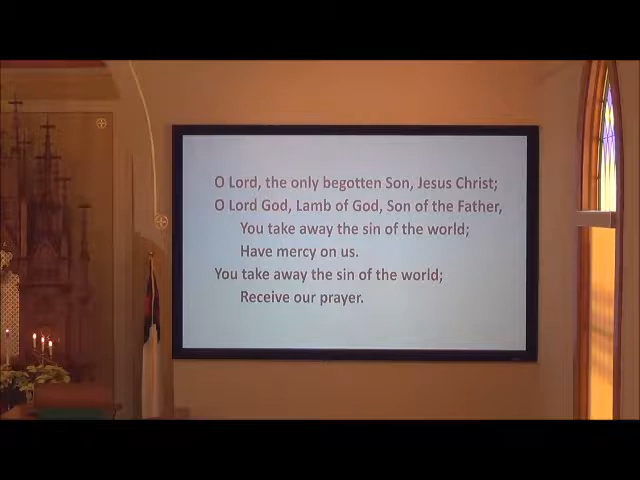 O Lord, the only begotten Son, Jesus Christ;
O Lord God, Lamb of God, Son of the Father,
You take away the sin of the world;
Have mercy on us.
You take away the sin of the world;
Receive our prayer.